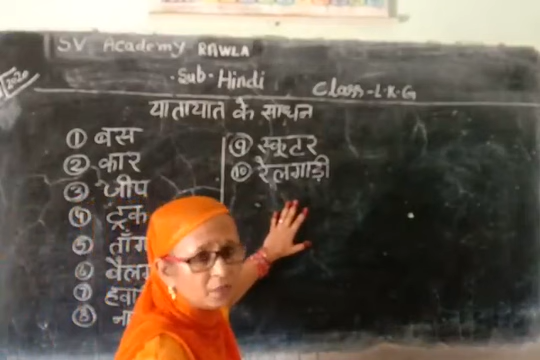 SV Academy RAWLA
Sub - Hindi
Class - L.K.G
यातायात के साधन
① बस
② कार
③ जीप
④ ट्रक
⑤
⑥
⑦
⑧
⑨ स्कूटर
⑩ रेलगाड़ी